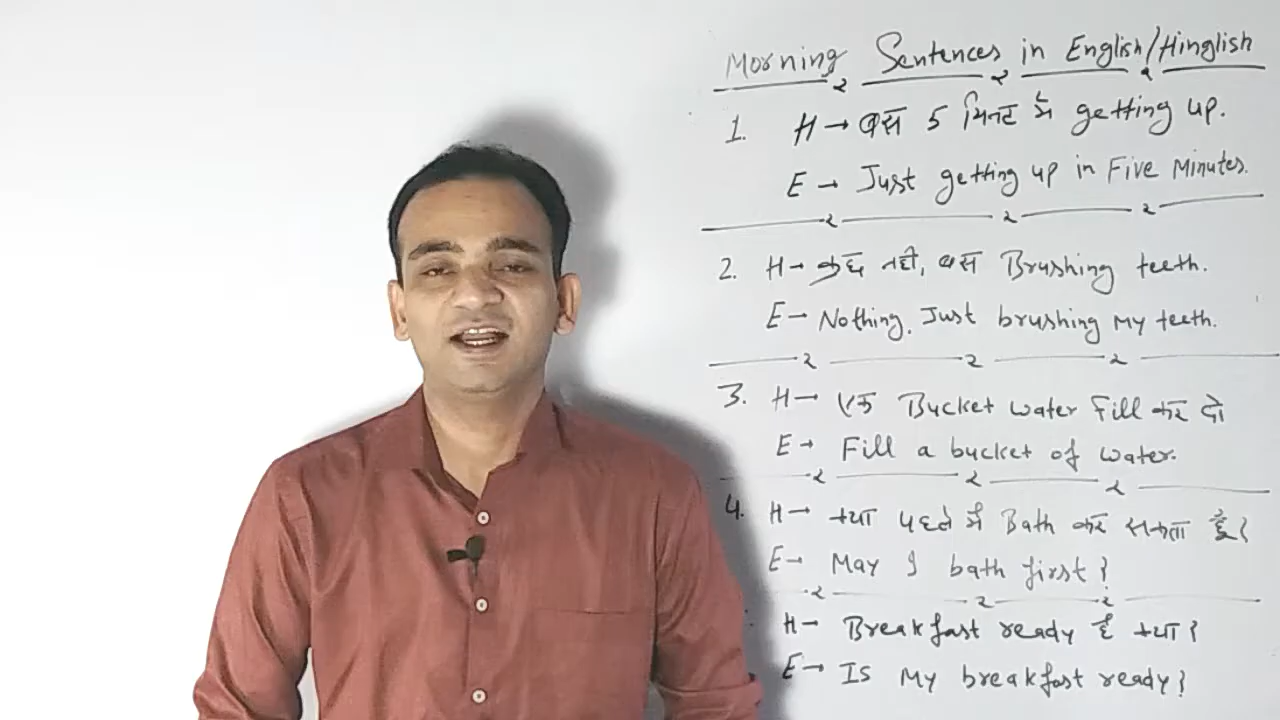 Morning Sentences in English/Hinglish
1. H → बस 5 मिनट में getting up.
E → Just getting up in Five Minutes.
2. H → कुछ नहीं, बस Brushing teeth.
E → Nothing. Just brushing my teeth.
3. H → एक Bucket water Fill कर दो
E → Fill a bucket of water.
4. H → क्या पहले मैं Bath कर सकता हूँ?
E → May I bath first?
H → Breakfast ready है क्या?
E → Is My breakfast ready?